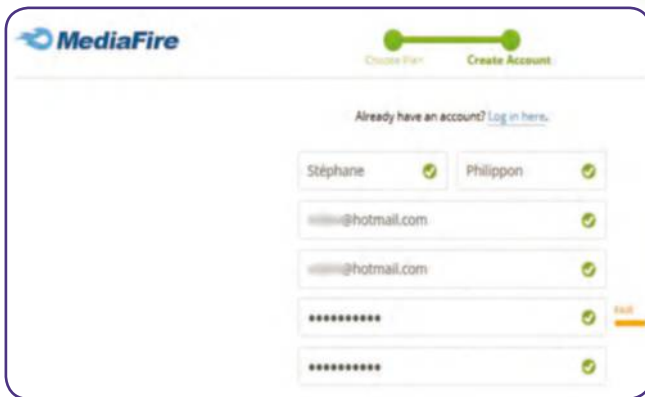 MediaFire
Choose Plan Create Account
Already have an account? Log in here.
Stéphane Philippon
@hotmail.com
@hotmail.com
••••••••••
••••••••••